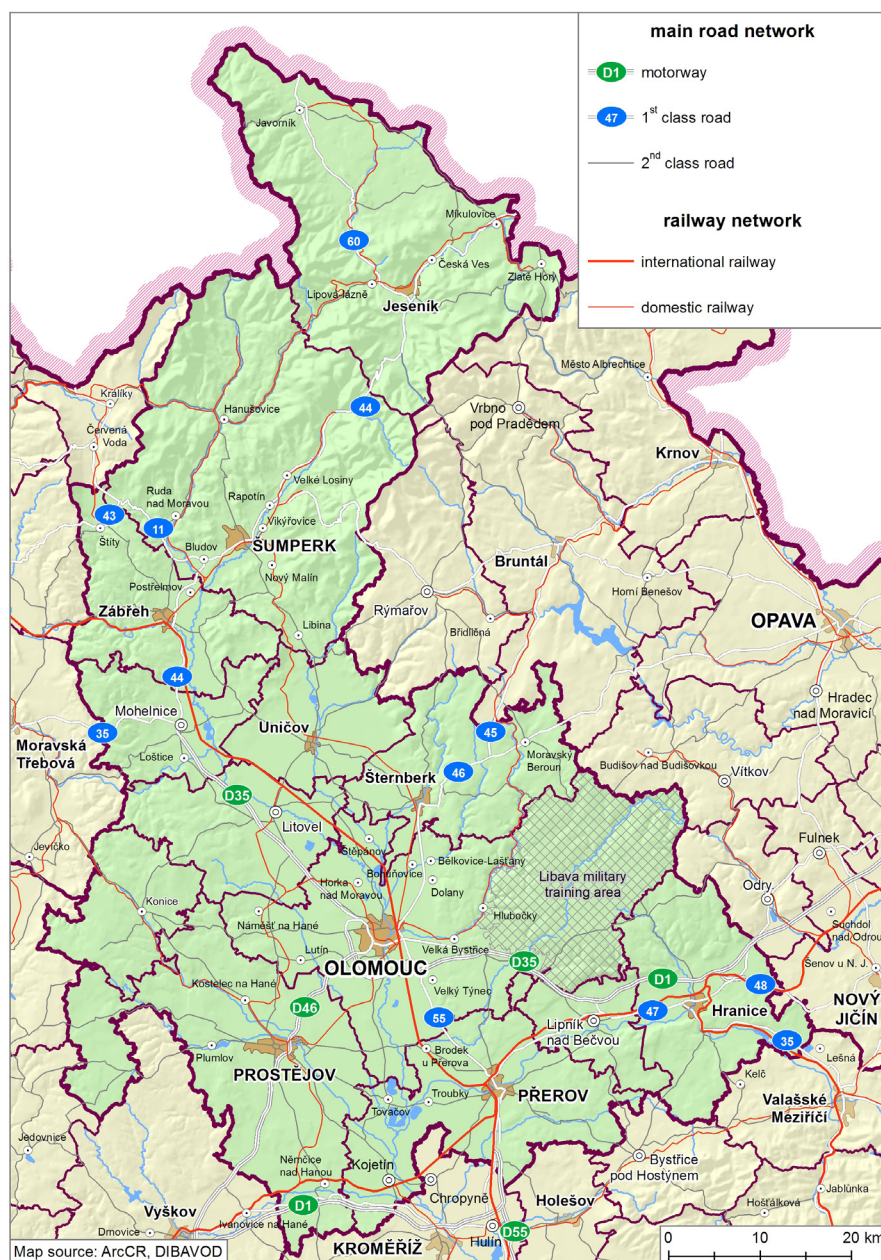 main road network
D1 motorway
47 1st class road
2nd class road
railway network
international railway
domestic railway
Javorník
60
Mikulovice
Česká Ves
Zlaté Hory
Lipová-lázně
Jeseník
Město Albrechtice
Králíky
Hanušovice
44
Vrbno
pod Pradědem
Červená
Voda
Krnov
Velké Losiny
Ruda
nad Moravou
Rapotín
43
11
Vikýřovice
Štíty
Bludov
ŠUMPERK
Bruntál
Postřelmov
Nový Malín
Horní Benešov
Zábřeh
Rýmařov
Břidličná
OPAVA
Libina
44
Hradec
nad Moravicí
Mohelnice
35
Uničov
45
Moravská
Třebová
Moravský
Beroun
Loštice
Šternberk
46
Budišov nad Budišovkou
Vítkov
D35
Litovel
Štěpánov
Fulnek
Jevíčko
Bohuňovice
Bělkovice-Lašťany
Libava military
training area
Horka
nad Moravou
Dolany
Odry
Konice
Náměšť na Hané
Hlubočky
Suchdol
nad Odrou
Lutín
OLOMOUC
Velká Bystřice
D35
Šenov u N. J.
Velký Týnec
D1
48
Kostelec na Hané
D46
55
47
Hranice
NOVÝ
JIČÍN
Lipník
nad Bečvou
35
Plumlov
PROSTĚJOV
Brodek
u Přerova
Lešná
Kelč
Tovačov
Troubky
PŘEROV
Valašské
Meziříčí
Jedovnice
Němčice
nad Hanou
Kojetín
Bystřice
pod Hostýnem
Chropyně
Holešov
Jablůnka
Vyškov
Ivanovice na Hané
D1
Hošťálková
Drnovice
Hulín
D55
KROMĚŘÍŽ
Map source: ArcCR, DIBAVOD
0 10 20 km